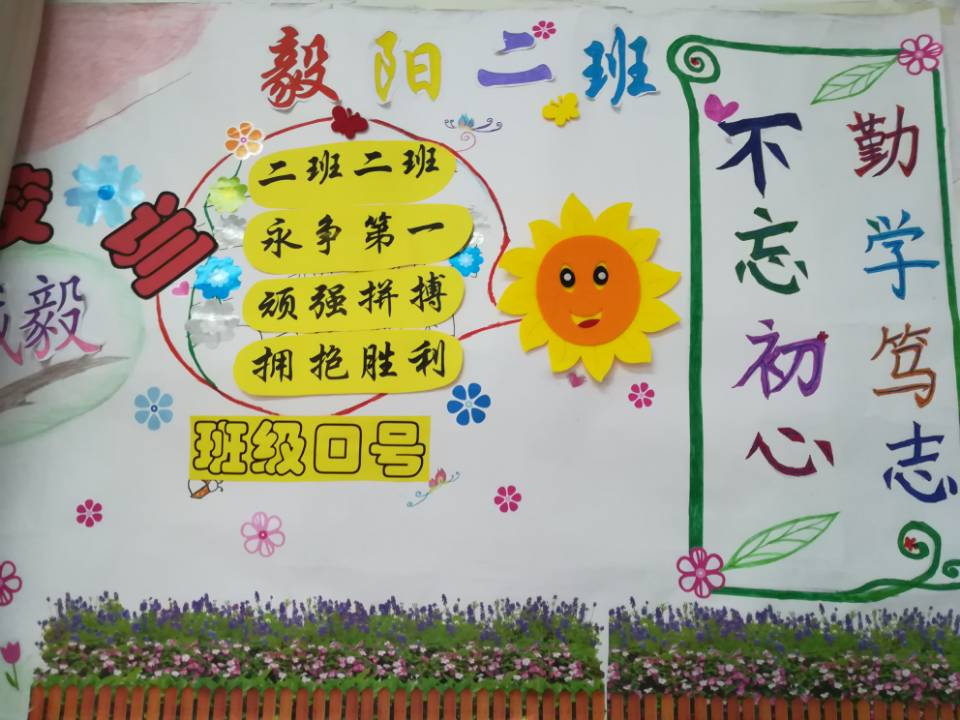 毅阳二班
二班二班
永争第一
顽强拼搏
拥抱胜利
班级口号
毅
勤学笃志
不忘初心